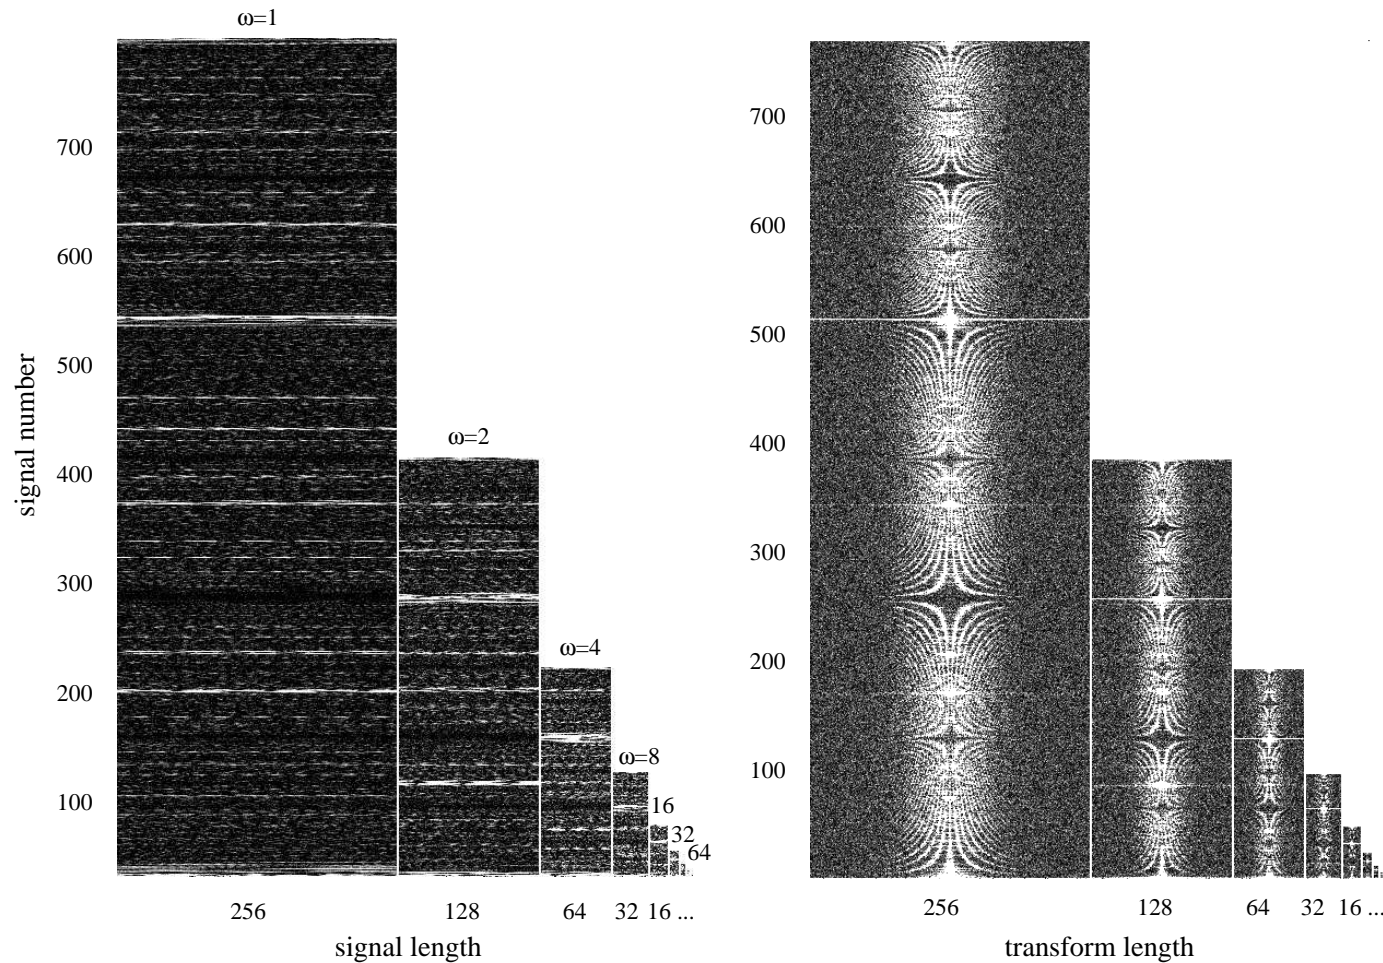 ω=1
700
600
500
400
300
200
100
signal number
ω=2
ω=4
ω=8
16
32
64
256 128 64 32 16 ...
signal length
700
600
500
400
300
200
100
256 128 64 32 16 ...
transform length